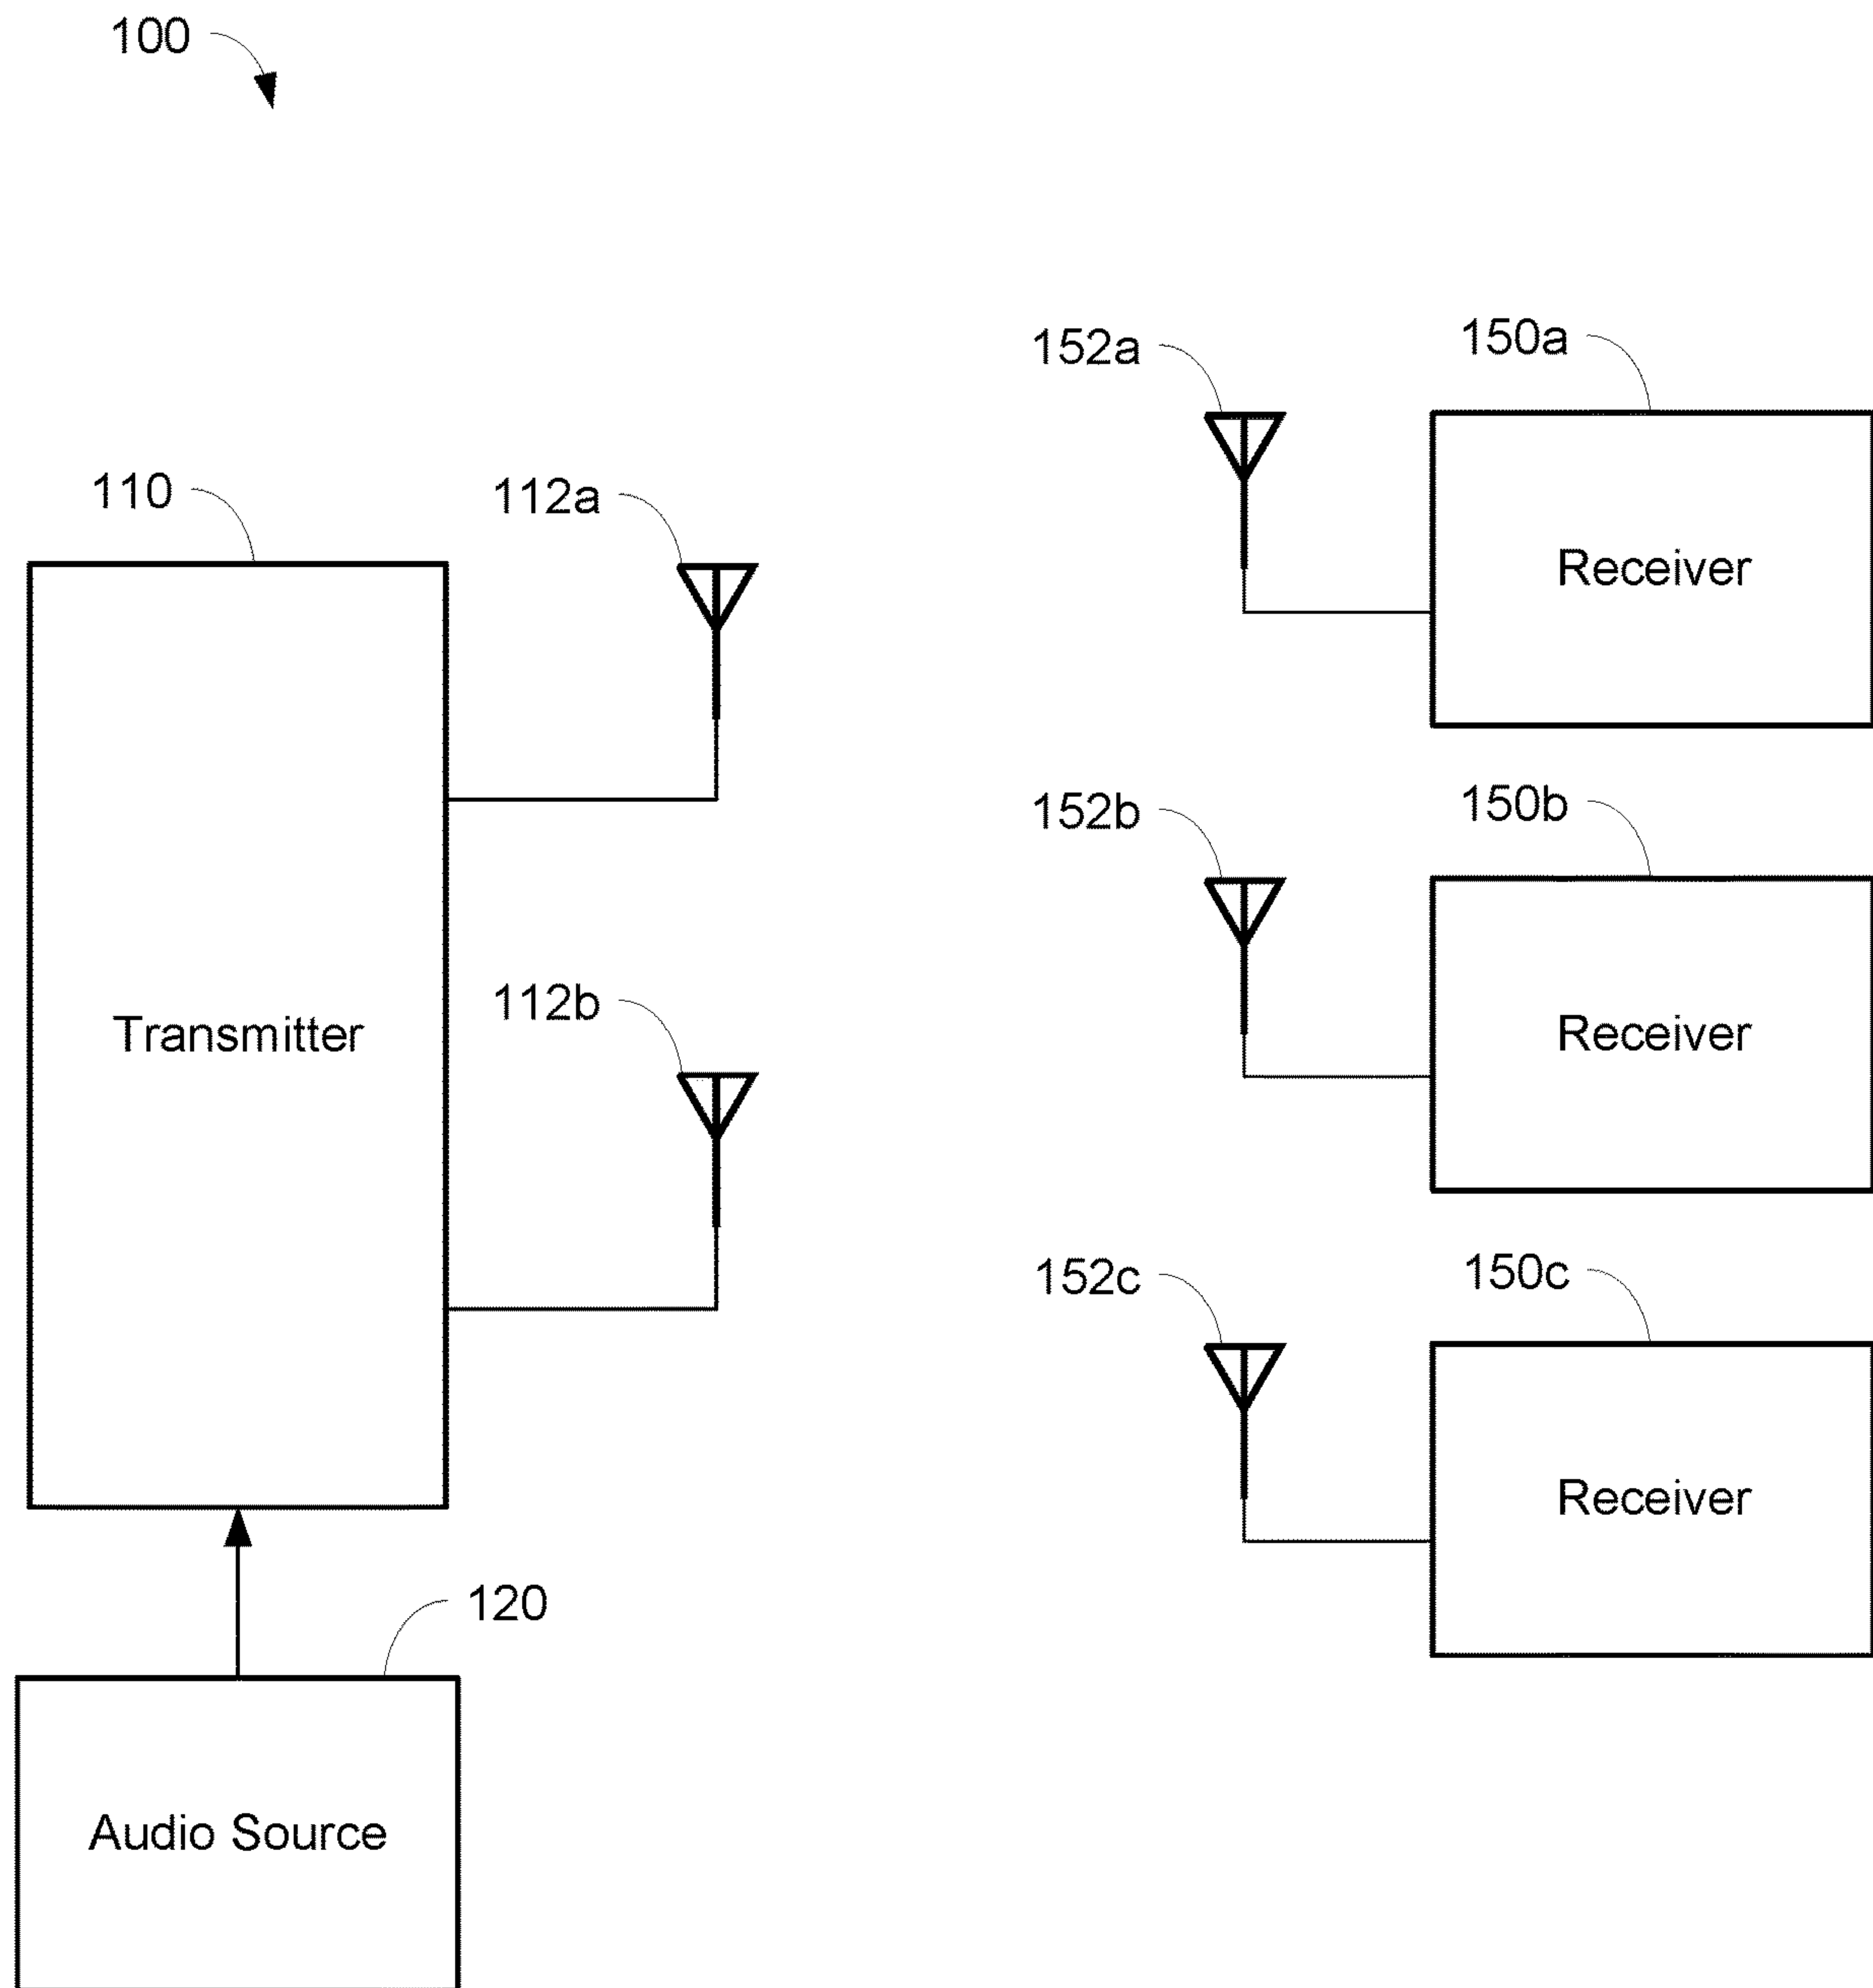 100
152a
150a
110
112a
Receiver
152b
150b
112b
Transmitter
Receiver
152c
150c
Receiver
120
Audio Source